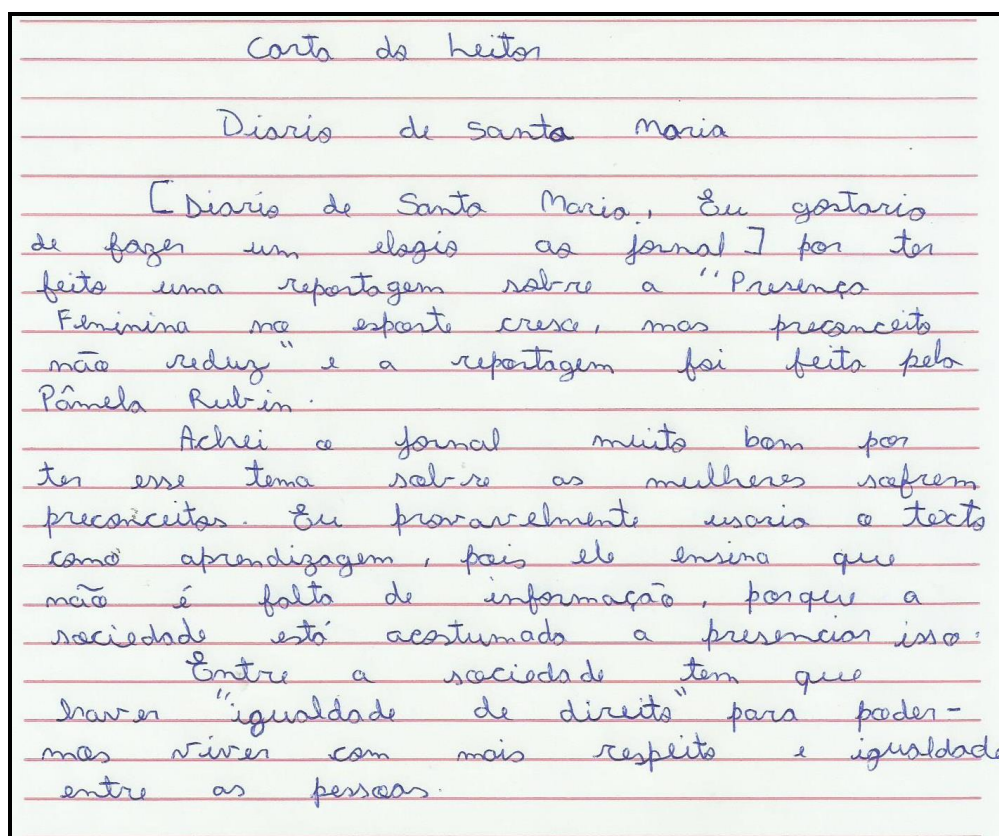 Carta do Leitor
Diario de Santa Maria
[Diario de Santa Maria, Eu gostaria
de fazer um elogio ao jornal] por ter
feito uma reportagem sobre a "Presença
Feminina no esporte cresce, mas preconceito
não reduz" e a reportagem foi feita pela
Pâmela Rubin.
Achei o jornal muito bom por
ter esse tema sobre as mulheres sofrem
preconceitos. Eu provavelmente usaria o texto
como aprendizagem, pois ele ensina que
não é falta de informação, porque a
sociedade está acostumada a presenciar isso.
Entre a sociedade tem que
haver "igualdade de direito" para poder-
mos viver com mais respeito e igualdade
entre as pessoas.